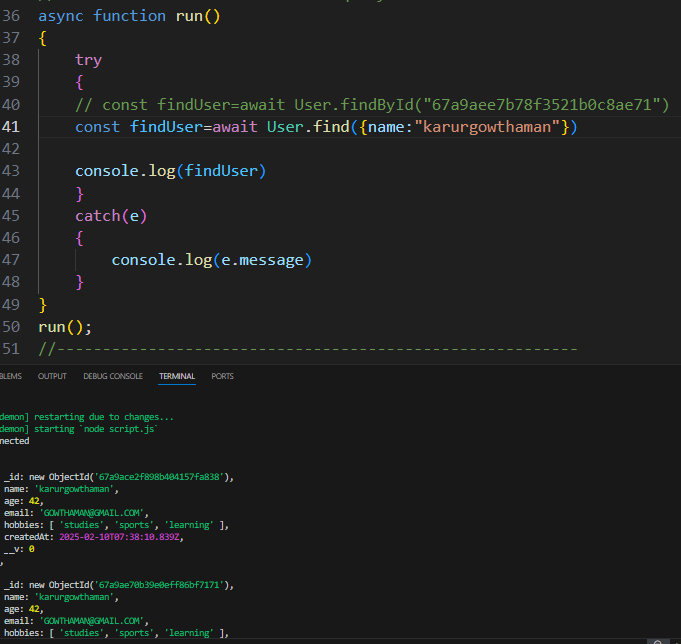 36 async function run()
37 {
38 try
39 {
40 // const findUser=await User.findById("67a9aee7b78f3521b0c8ae71")
41 const findUser=await User.find({name:"karurgowthaman"})
42
43 console.log(findUser)
44 }
45 catch(e)
46 {
47 console.log(e.message)
48 }
49 }
50 run();
51 //---------------------------------------------------------
BLEMS OUTPUT DEBUG CONSOLE TERMINAL PORTS
demon] restarting due to changes...
demon] starting `node script.js`
nected
_id: new ObjectId('67a9ace2f898b404157fa838'),
name: 'karurgowthaman',
age: 42,
email: 'GOWTHAMAN@GMAIL.COM',
hobbies: [ 'studies', 'sports', 'learning' ],
createdAt: 2025-02-10T07:38:10.839Z,
__v: 0
,
_id: new ObjectId('67a9ae70b39e0eff86bf7171'),
name: 'karurgowthaman',
age: 42,
email: 'GOWTHAMAN@GMAIL.COM',
hobbies: [ 'studies', 'sports', 'learning' ],